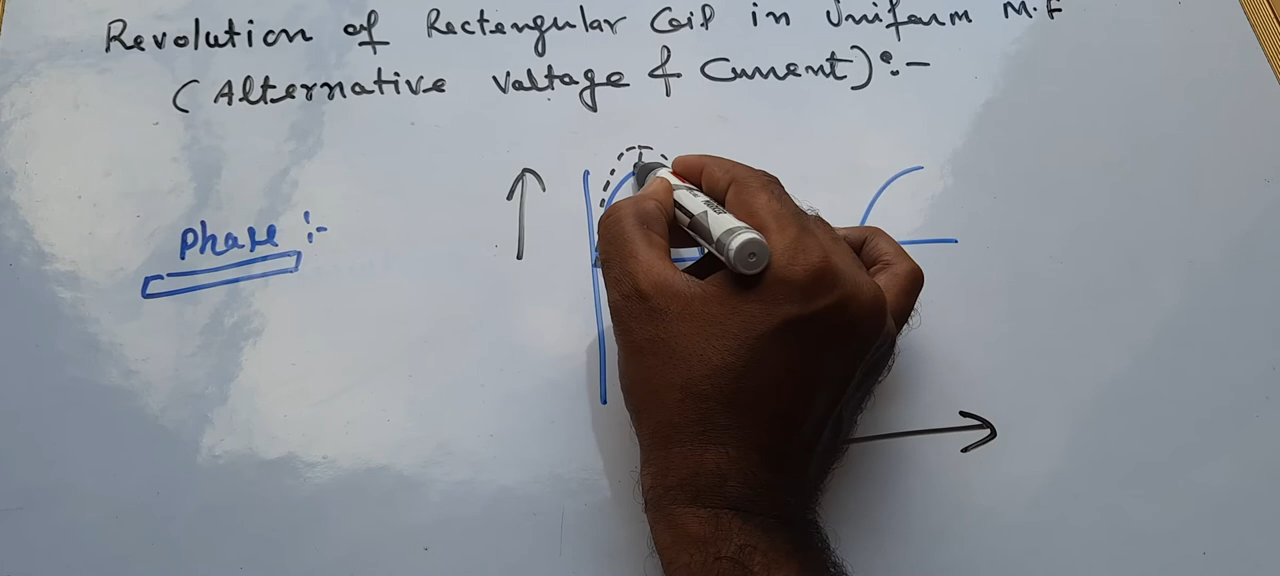 Revolution of Rectangular Coil in Uniform M.F
(Alternative Voltage & Current):-
Phase :-